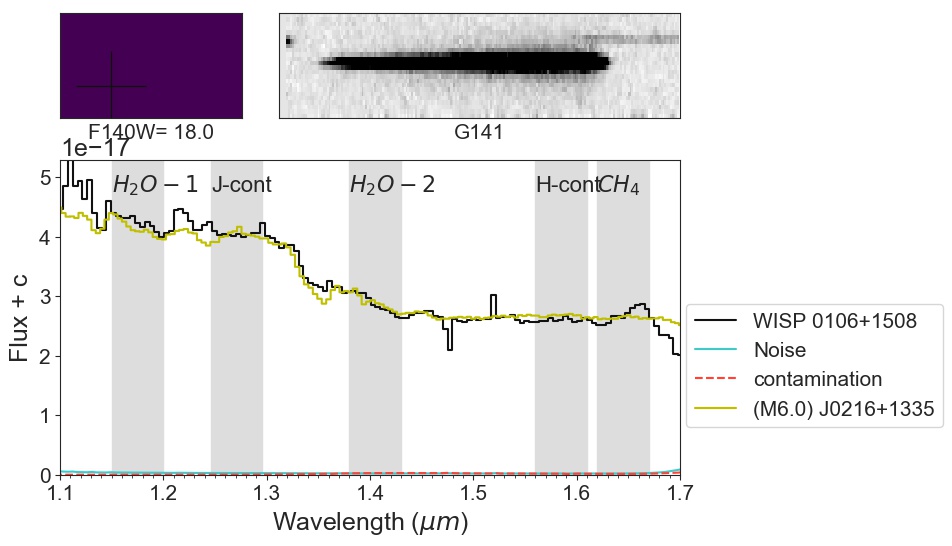 F140W= 18.0
G141
1e−17
H₂O − 1 J-cont H₂O − 2 H-cont CH₄
5
4
3
2
1
0
Flux + c
1.1 1.2 1.3 1.4 1.5 1.6 1.7
Wavelength (μm)
WISP 0106+1508
Noise
contamination
(M6.0) J0216+1335